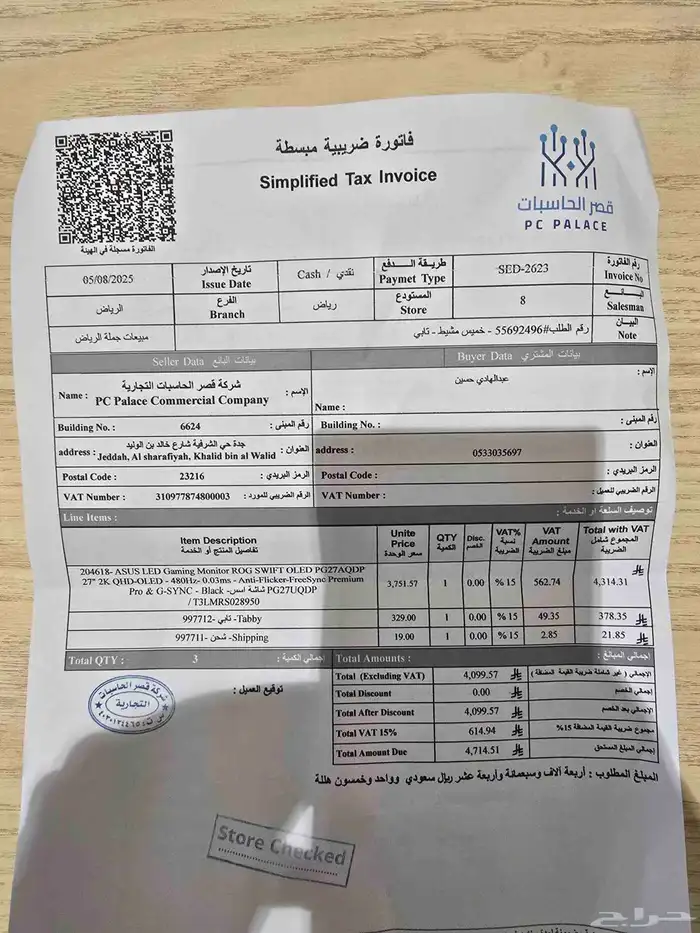 فاتورة ضريبية مبسطة
Simplified Tax Invoice
قصر الحاسبات
PC PALACE
الفاتورة مسجلة في الهيئة
05/08/2025 تاريخ الإصدار Issue Date نقدي / Cash طريقة الدفع Paymet Type SED-2623 رقم الفاتورة Invoice No
الرياض الفرع Branch رياض المستودع Store 8 البائع Salesman
مبيعات جملة الرياض رقم الطلب#55692496 - خميس مشيط - تابي البيان Note
Seller Data بيانات البائع Buyer Data بيانات المشتري
Name : شركة قصر الحاسبات التجارية الإسم :
PC Palace Commercial Company
Name : عبدالهادي حسين الإسم :
Building No. : 6624 رقم المبنى : Building No. : رقم المبنى :
address : جدة حي الشرفية شارع خالد بن الوليد العنوان :
Jeddah, Al sharafiyah, Khalid bin al Walid
address : 0533035697 العنوان :
Postal Code : 23216 الرمز البريدي : Postal Code : الرمز البريدي :
VAT Number : 310977874800003 الرقم الضريبي للمورد : VAT Number : الرقم الضريبي للعميل :
Line Items : توصيف السلعة او الخدمة :
Item Description تفاصيل المنتج أو الخدمة Unite Price سعر الوحدة QTY الكمية Disc. الخصم VAT% نسبة الضريبة VAT Amount مبلغ الضريبة Total with VAT المجموع شامل الضريبة
204618- ASUS LED Gaming Monitor ROG SWIFT OLED PG27AQDP
27" 2K QHD-OLED - 480Hz- 0.03ms - Anti-Flicker-FreeSync Premium
Pro & G-SYNC - Black -شاشة اسس PG27UQDP
/ T3LMRS028950
3,751.57 1 0.00 % 15 562.74 4,314.31
997712- تابي -Tabby 329.00 1 0.00 % 15 49.35 378.35
997711- شحن -Shipping 19.00 1 0.00 % 15 2.85 21.85
Total QTY : 3 إجمالي الكمية : Total Amounts : إجمالي المبالغ :
Total (Excluding VAT) 4,099.57 الاجمالي ( غير شاملة ضريبة القيمة المضافة )
Total Discount 0.00 إجمالي الخصم
Total After Discount 4,099.57 الإجمالي بعد الخصم
Total VAT 15% 614.94 مجموع ضريبة القيمة المضافة 15%
Total Amount Due 4,714.51 إجمالي المبلغ المستحق
توقيع العميل :
شركة قصر الحاسبات
التجارية
المبلغ المطلوب : أربعة آلاف وسبعمائة وأربعة عشر ريال سعودي وواحد وخمسون هللة
Store Checked
حراج